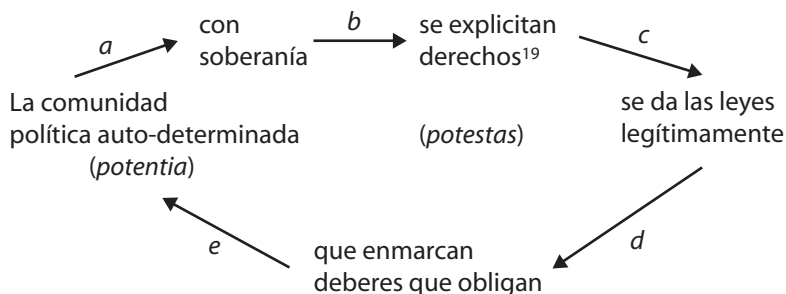 a
con
soberanía
b
se explicitan
derechos¹⁹
c
La comunidad
política auto-determinada
(potentia)
(potestas)
se da las leyes
legítimamente
d
que enmarcan
deberes que obligan
e